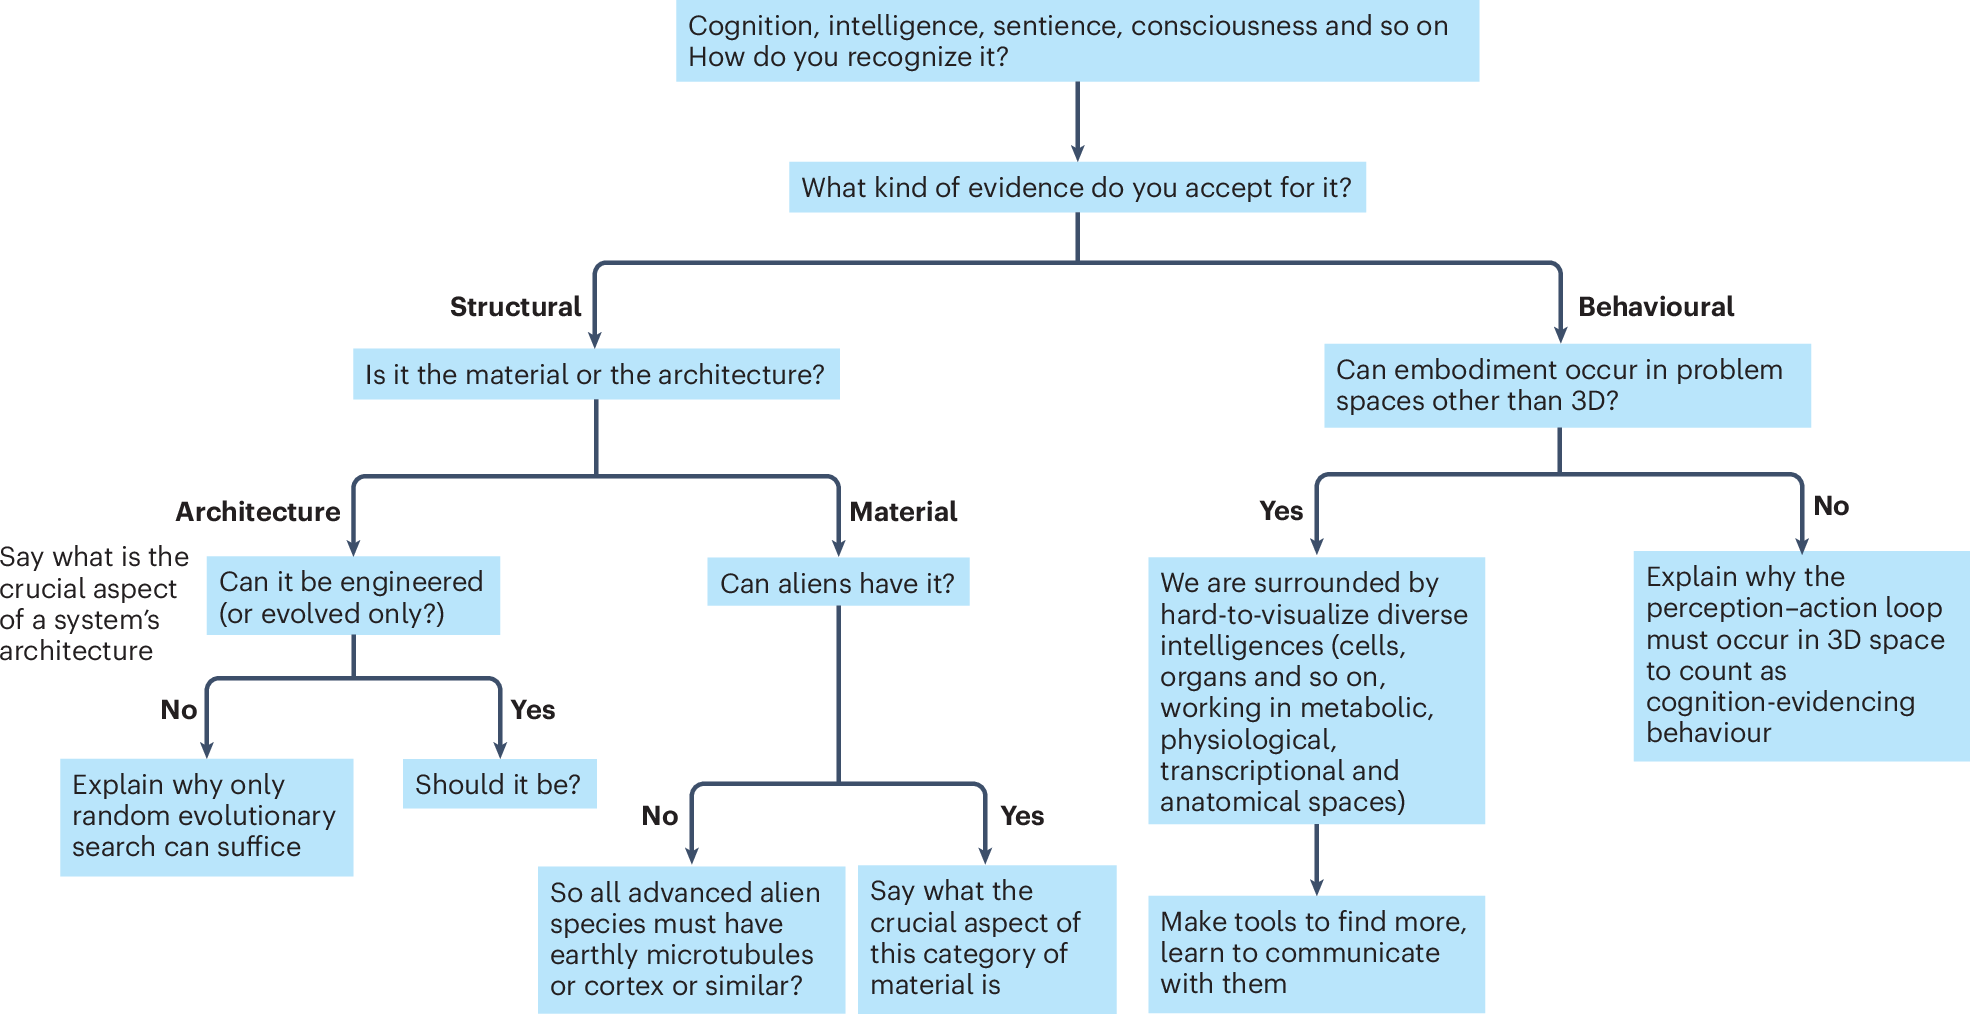 Cognition, intelligence, sentience, consciousness and so on
How do you recognize it?
What kind of evidence do you accept for it?
Structural
Behavioural
Is it the material or the architecture?
Can embodiment occur in problem
spaces other than 3D?
Architecture
Material
Yes
No
Say what is the
crucial aspect
of a system’s
architecture
Can it be engineered
(or evolved only?)
Can aliens have it?
We are surrounded by
hard-to-visualize diverse
intelligences (cells,
organs and so on,
working in metabolic,
physiological,
transcriptional and
anatomical spaces)
Explain why the
perception–action loop
must occur in 3D space
to count as
cognition-evidencing
behaviour
No
Yes
Explain why only
random evolutionary
search can suffice
Should it be?
No
Yes
So all advanced alien
species must have
earthly microtubules
or cortex or similar?
Say what the
crucial aspect of
this category of
material is
Make tools to find more,
learn to communicate
with them